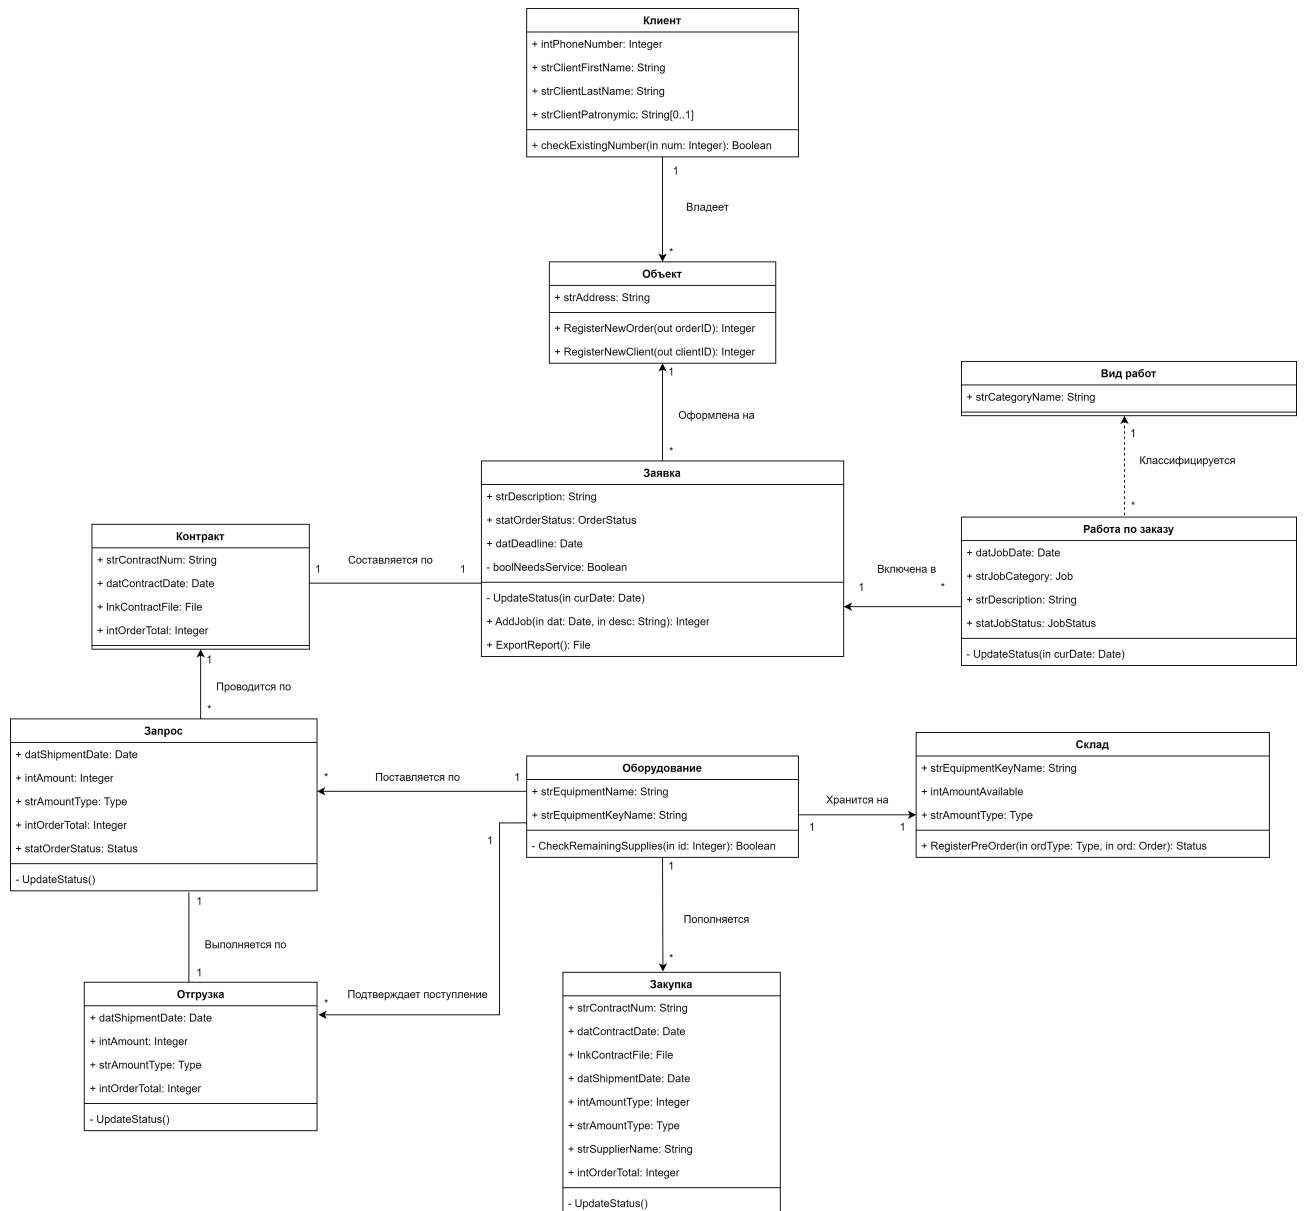 Клиент
+ intPhoneNumber: Integer
+ strClientFirstName: String
+ strClientLastName: String
+ strClientPatronymic: String[0..1]
+ checkExistingNumber(in num: Integer): Boolean
1
Владеет
*
Объект
+ strAddress: String
+ RegisterNewOrder(out orderID): Integer
+ RegisterNewClient(out clientID): Integer
1
Оформлена на
*
Вид работ
+ strCategoryName: String
1
Классифицируется
*
Заявка
+ strDescription: String
+ statOrderStatus: OrderStatus
+ datDeadline: Date
- boolNeedsService: Boolean
- UpdateStatus(in curDate: Date)
+ AddJob(in dat: Date, in desc: String): Integer
+ ExportReport(): File
Работа по заказу
+ datJobDate: Date
+ strJobCategory: Job
+ strDescription: String
+ statJobStatus: JobStatus
- UpdateStatus(in curDate: Date)
Включена в
1
*
Контракт
+ strContractNum: String
+ datContractDate: Date
+ lnkContractFile: File
+ intOrderTotal: Integer
Составляется по
1
1
1
Проводится по
*
Запрос
+ datShipmentDate: Date
+ intAmount: Integer
+ strAmountType: Type
+ intOrderTotal: Integer
+ statOrderStatus: Status
- UpdateStatus()
*
Поставляется по
1
Оборудование
+ strEquipmentName: String
+ strEquipmentKeyName: String
- CheckRemainingSupplies(in id: Integer): Boolean
Хранится на
1
1
Склад
+ strEquipmentKeyName: String
+ intAmountAvailable
+ strAmountType: Type
+ RegisterPreOrder(in ordType: Type, in ord: Order): Status
1
1
Выполняется по
1
Отгрузка
+ datShipmentDate: Date
+ intAmount: Integer
+ strAmountType: Type
+ intOrderTotal: Integer
- UpdateStatus()
*
Подтверждает поступление
1
Пополняется
*
Закупка
+ strContractNum: String
+ datContractDate: Date
+ lnkContractFile: File
+ datShipmentDate: Date
+ intAmountType: Integer
+ strAmountType: Type
+ strSupplierName: String
+ intOrderTotal: Integer
- UpdateStatus()